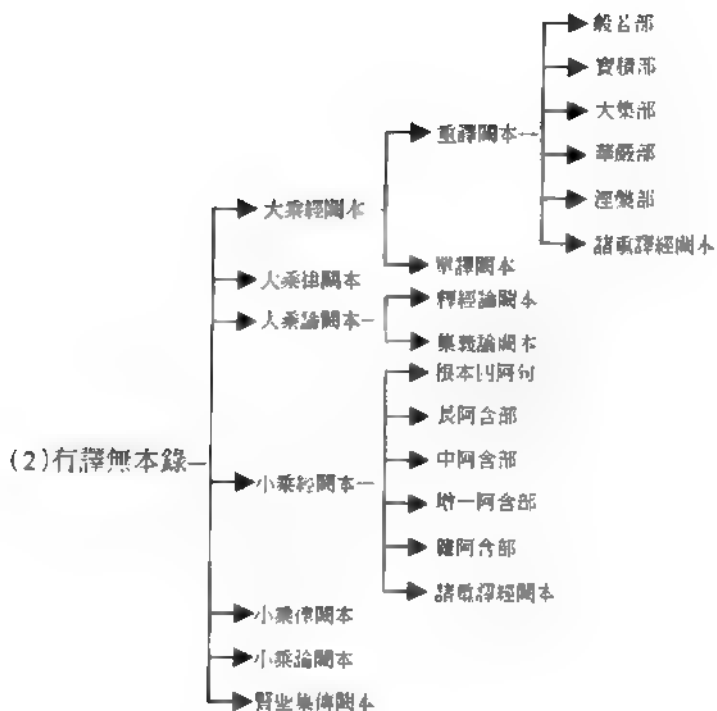 般若部
寶積部
大集部
重譯闕本
華嚴部
涅槃部
大乘經闕本
諸重譯經闕本
單譯闕本
大乘律闕本
釋經論闕本
大乘論闕本
集義論闕本
根本四阿含
長阿含部
(2)有譯無本錄
中阿含部
小乘經闕本
增一阿含部
雜阿含部
諸重譯經闕本
小乘律闕本
小乘論闕本
賢聖集傳闕本